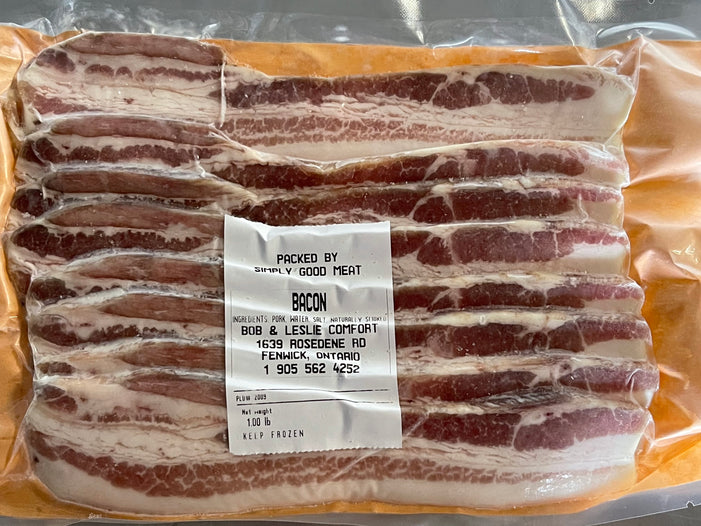 PACKED BY
SIMPLY GOOD MEAT
BACON
INGREDIENTS: PORK, WATER, SALT, NATURALLY SMOKED
BOB & LESLIE COMFORT
1639 ROSEDENE RD
FENWICK, ONTARIO
1 905 562 4252
PLU# 2009
Net Weight
1.00 lb
KEEP FROZEN